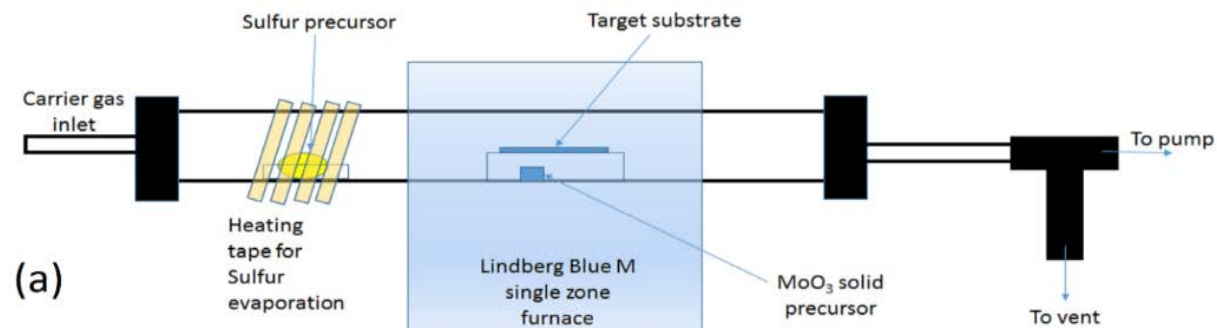 Sulfur precursor
Target substrate
Carrier gas
inlet
To pump
Heating
tape for
Sulfur
evaporation
(a)
Lindberg Blue M
single zone
furnace
MoO₃ solid
precursor
To vent